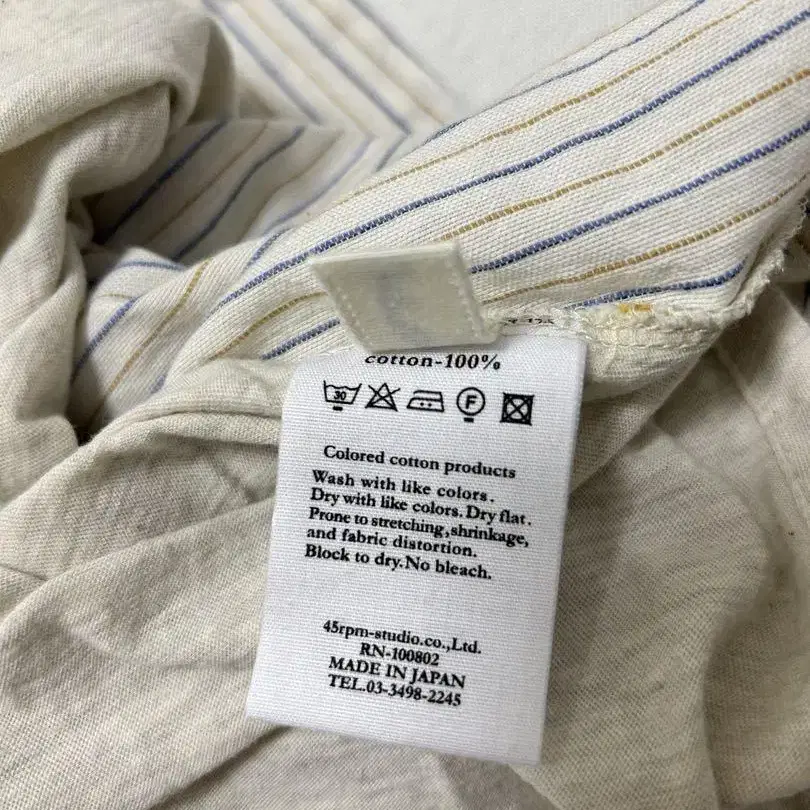 cotton-100%
30
F
Colored cotton products
Wash with like colors.
Dry with like colors. Dry flat.
Prone to stretching,shrinkage,
and fabric distortion.
Block to dry.No bleach.
45rpm-studio.co.,Ltd.
RN-100802
MADE IN JAPAN
TEL.03-3498-2245